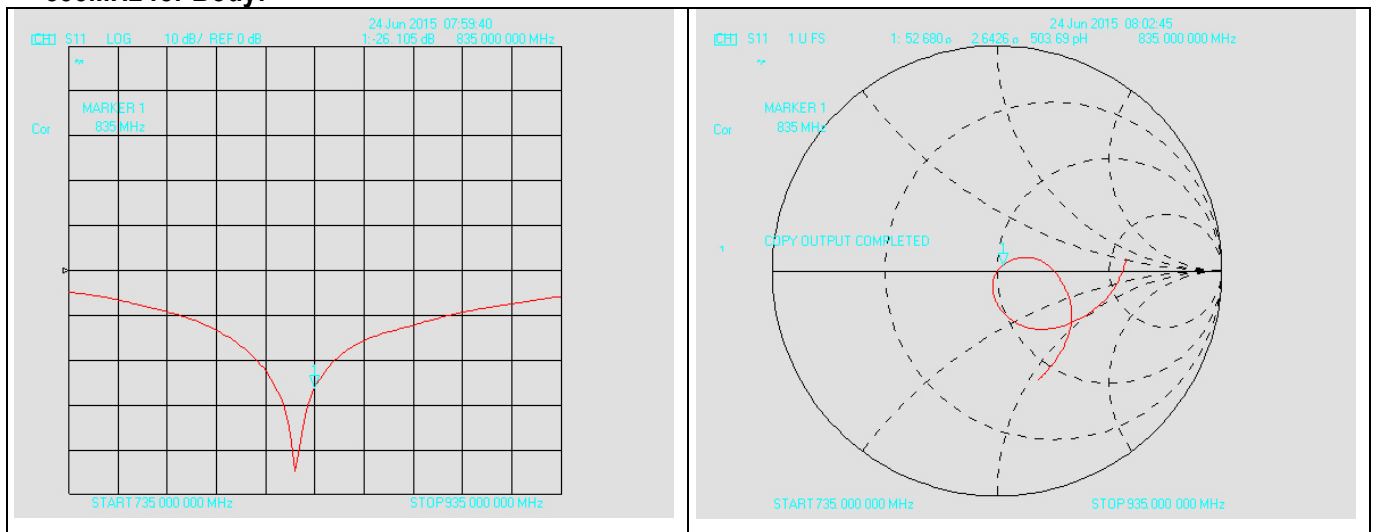 24 Jun 2015 07:59:40
CH1 S11 LOG 10 dB/ REF 0 dB 1:-26.105 dB 835.000 000 MHz
MARKER 1
835 MHz
Cor
1
START 735.000 000 MHz STOP 935.000 000 MHz
24 Jun 2015 08:02:45
CH1 S11 1 U FS 1: 52.680 Ω 2.6426 Ω 503.69 pH 835.000 000 MHz
MARKER 1
835 MHz
Cor
1 COPY OUTPUT COMPLETED
1
START 735.000 000 MHz STOP 935.000 000 MHz